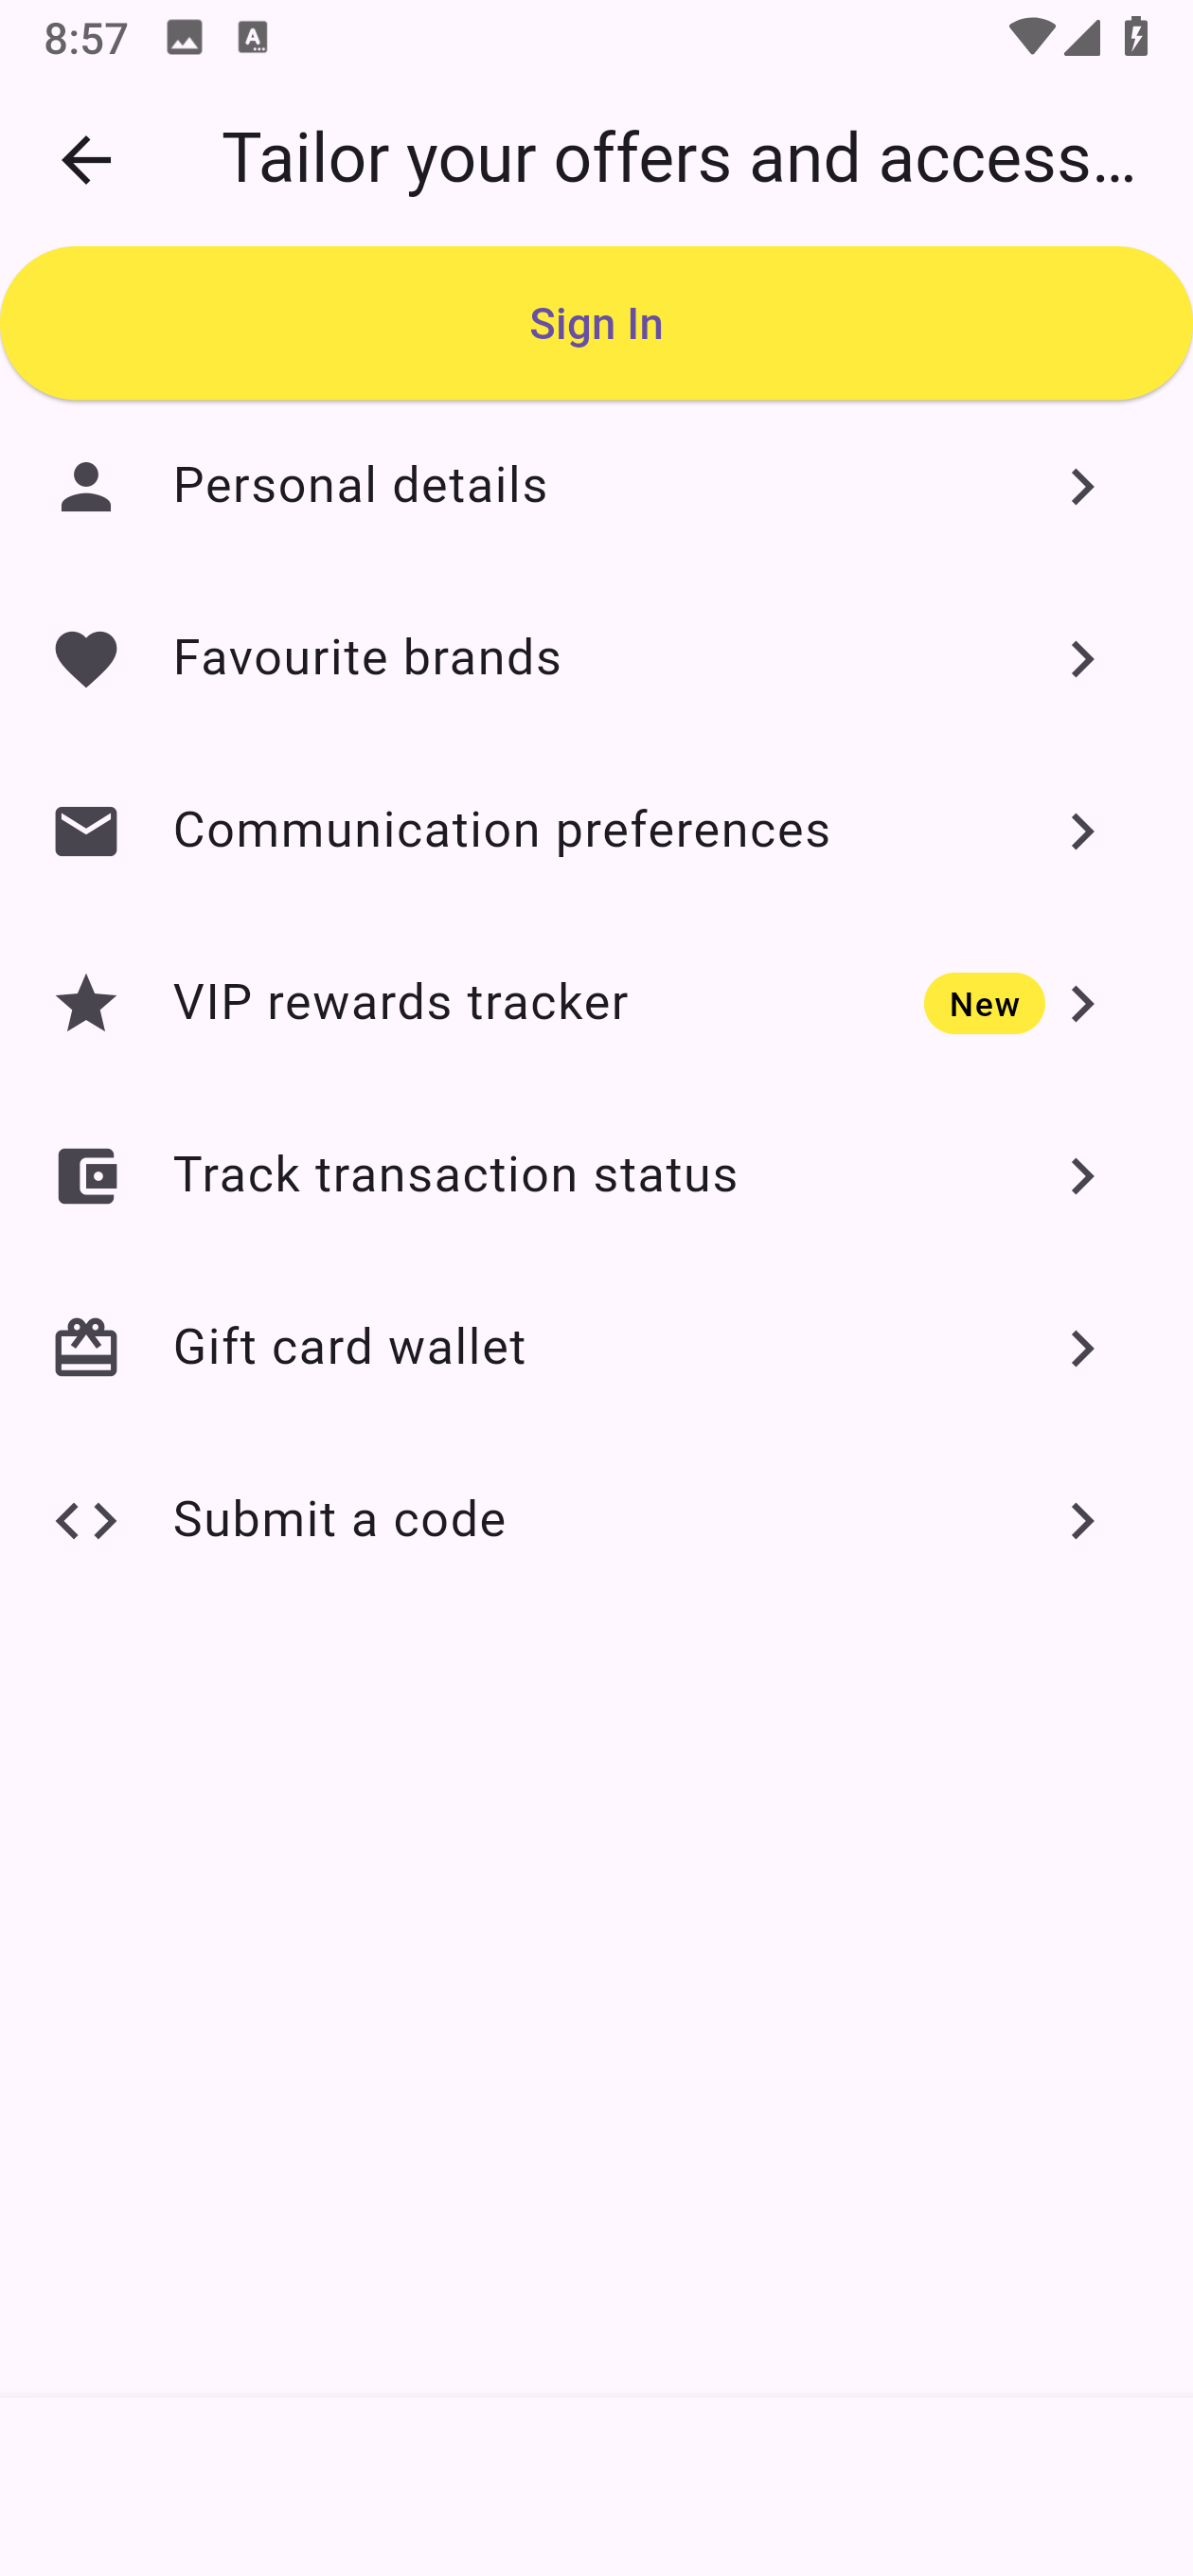 8:57
Tailor your offers and access…
Sign In
Personal details
Favourite brands
Communication preferences
VIP rewards tracker New
Track transaction status
Gift card wallet
Submit a code